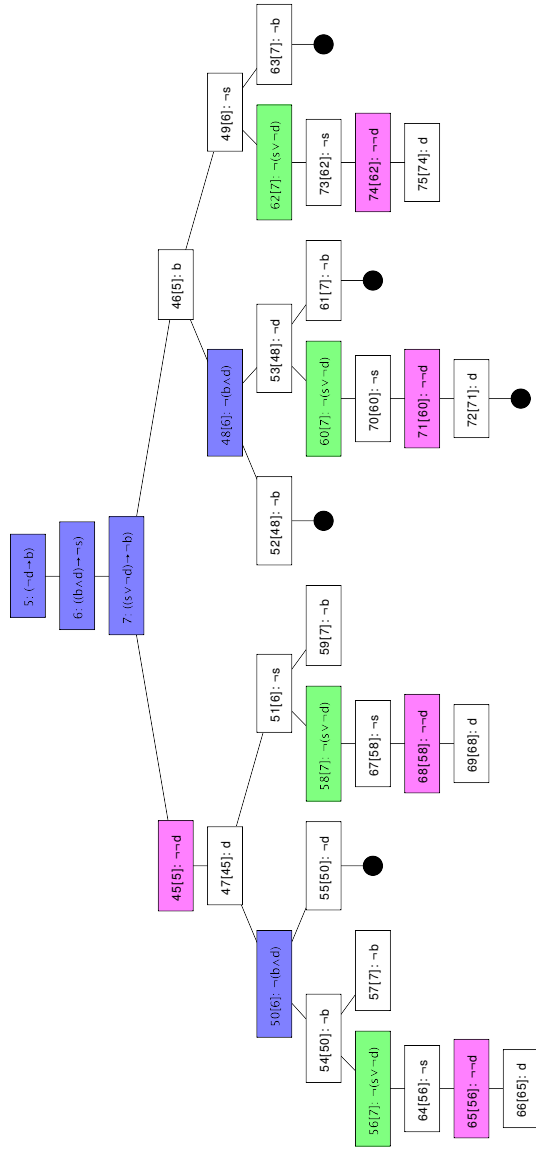 5: (¬d→b)
6: ((b∧d)→¬s)
7: ((s∨¬d)→¬b)
45[5]: ¬¬d
46[5]: b
47[45]: d
48[6]: ¬(b∧d)
49[6]: ¬s
50[6]: ¬(b∧d)
51[6]: ¬s
52[48]: ¬b
53[48]: ¬d
62[7]: ¬(s∨¬d)
63[7]: ¬b
54[50]: ¬b
55[50]: ¬d
58[7]: ¬(s∨¬d)
59[7]: ¬b
60[7]: ¬(s∨¬d)
61[7]: ¬b
73[62]: ¬s
56[7]: ¬(s∨¬d)
57[7]: ¬b
67[58]: ¬s
70[60]: ¬s
74[62]: ¬¬d
64[56]: ¬s
68[58]: ¬¬d
71[60]: ¬¬d
75[74]: d
65[56]: ¬¬d
69[68]: d
72[71]: d
66[65]: d